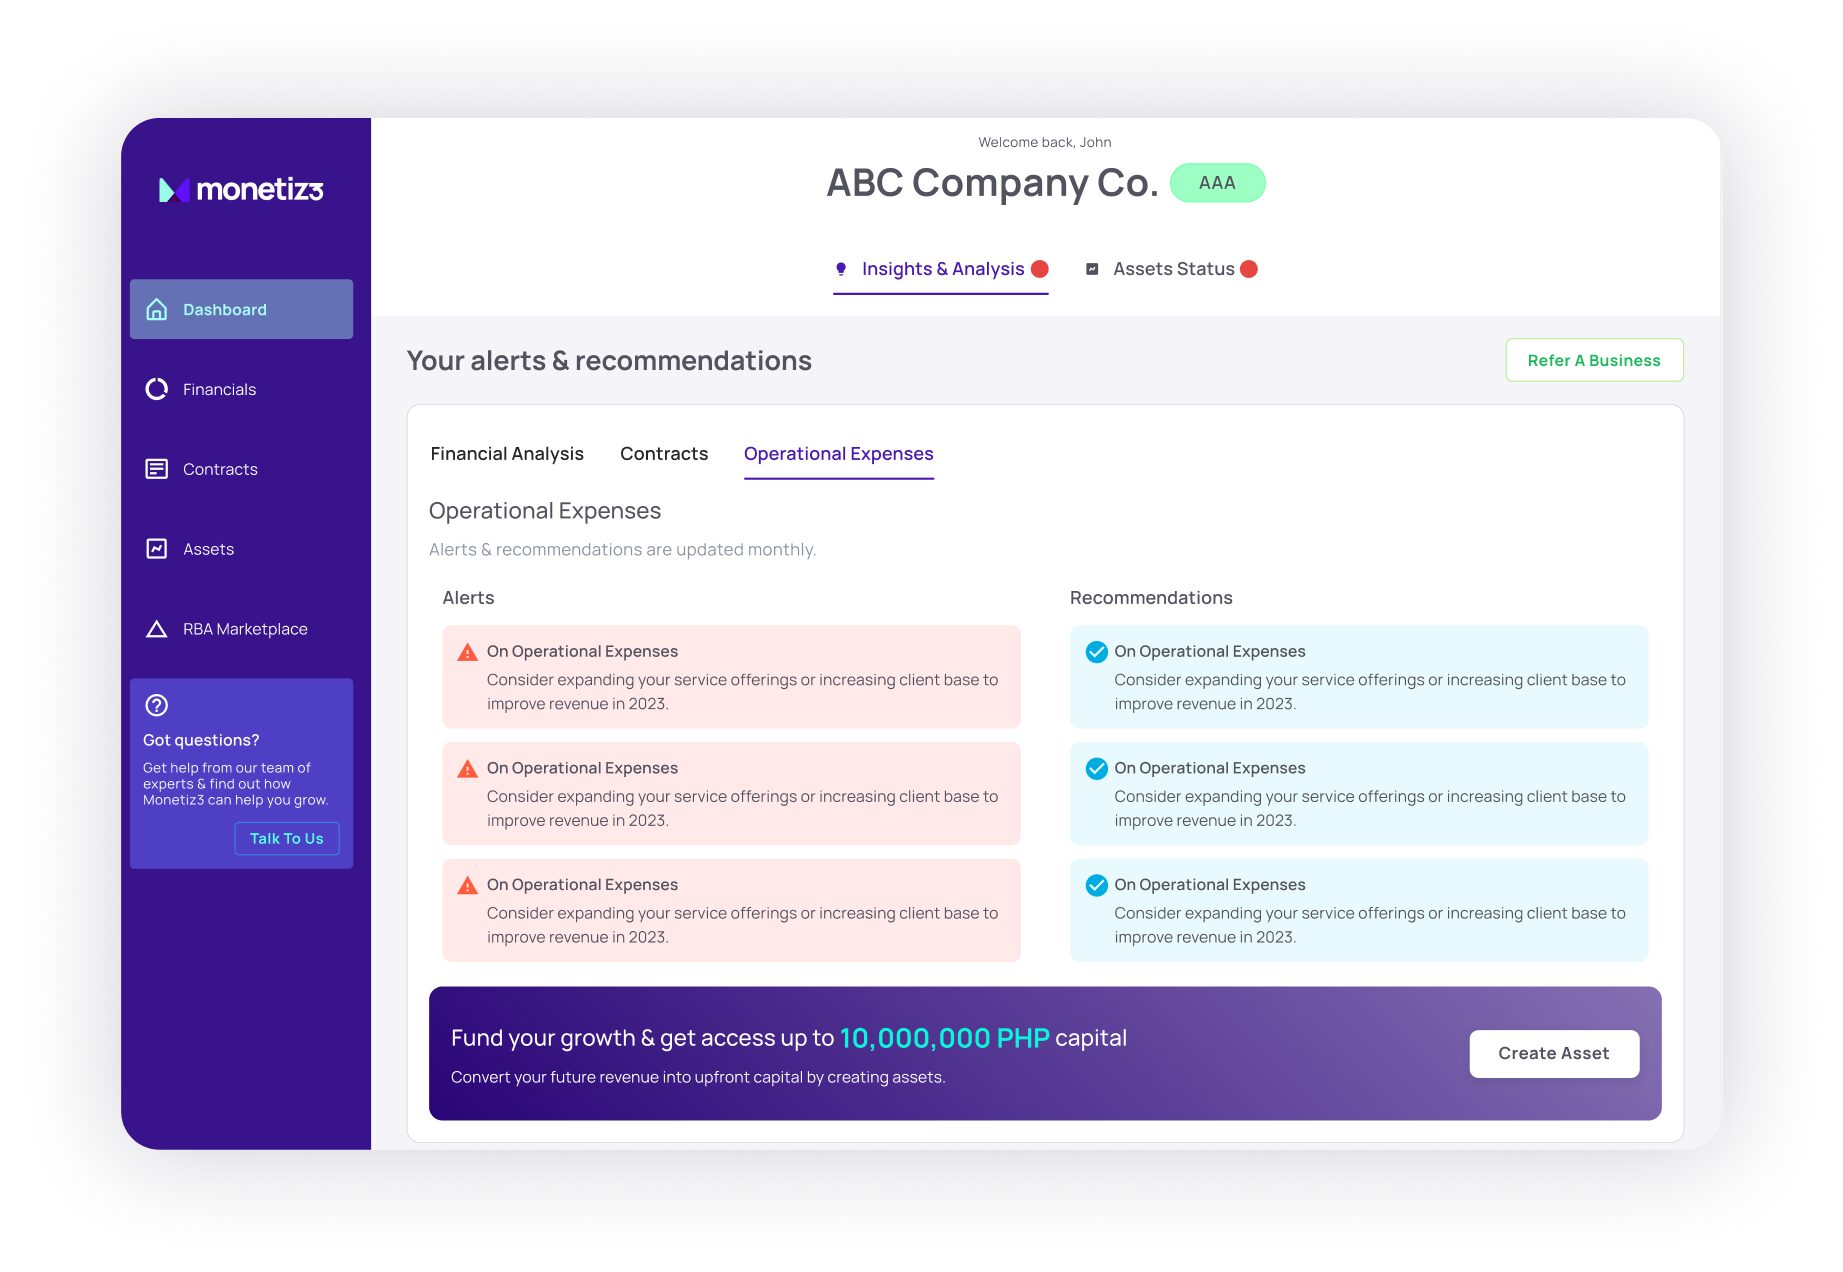 monetiz3
Dashboard
Financials
Contracts
Assets
RBA Marketplace
Got questions?
Get help from our team of
experts & find out how
Monetiz3 can help you grow.
Talk To Us
Welcome back, John
ABC Company Co. AAA
Insights & Analysis Assets Status
Your alerts & recommendations
Refer A Business
Financial Analysis Contracts Operational Expenses
Operational Expenses
Alerts & recommendations are updated monthly.
Alerts
On Operational Expenses
Consider expanding your service offerings or increasing client base to
improve revenue in 2023.
On Operational Expenses
Consider expanding your service offerings or increasing client base to
improve revenue in 2023.
On Operational Expenses
Consider expanding your service offerings or increasing client base to
improve revenue in 2023.
Recommendations
On Operational Expenses
Consider expanding your service offerings or increasing client base to
improve revenue in 2023.
On Operational Expenses
Consider expanding your service offerings or increasing client base to
improve revenue in 2023.
On Operational Expenses
Consider expanding your service offerings or increasing client base to
improve revenue in 2023.
Fund your growth & get access up to 10,000,000 PHP capital
Convert your future revenue into upfront capital by creating assets.
Create Asset